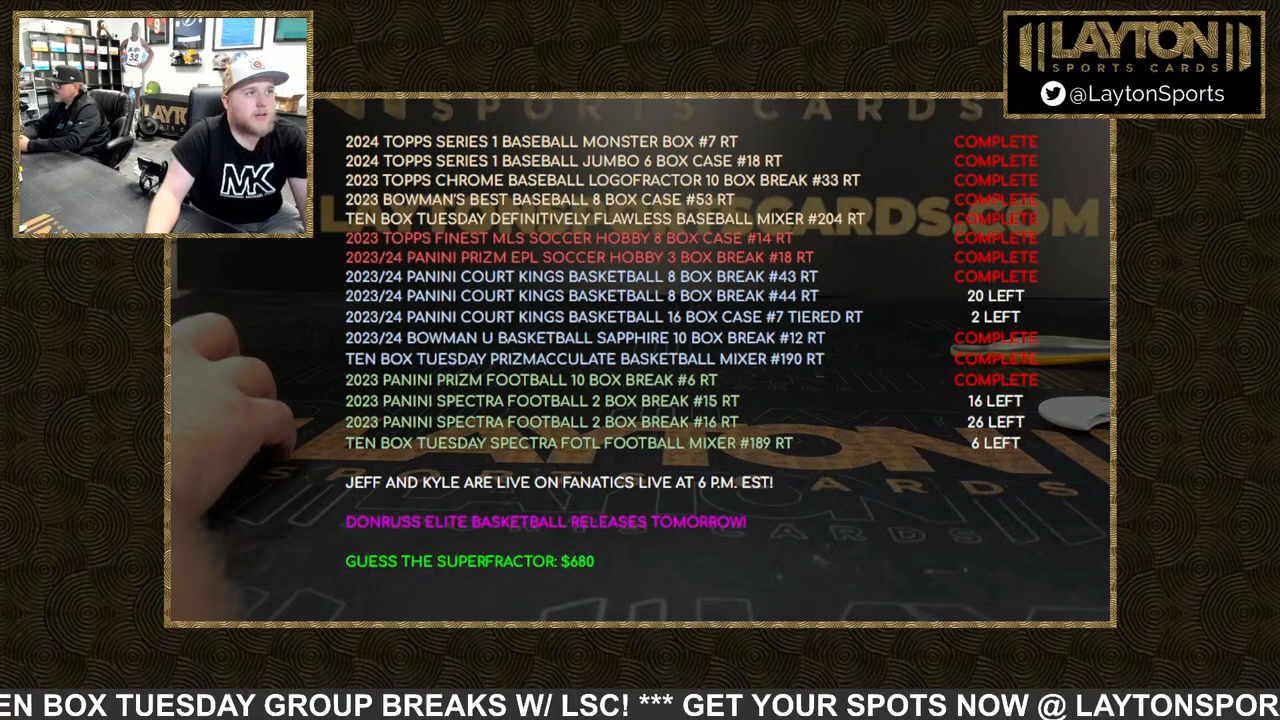 LAYTON
SPORTS CARDS
@LaytonSports
SPORTS CARDS
2024 TOPPS SERIES 1 BASEBALL MONSTER BOX #7 RT COMPLETE
2024 TOPPS SERIES 1 BASEBALL JUMBO 6 BOX CASE #18 RT COMPLETE
2023 TOPPS CHROME BASEBALL LOGOFRACTOR 10 BOX BREAK #33 RT COMPLETE
2023 BOWMAN'S BEST BASEBALL 8 BOX CASE #53 RT COMPLETE
TEN BOX TUESDAY DEFINITIVELY FLAWLESS BASEBALL MIXER #204 RT COMPLETE
2023 TOPPS FINEST MLS SOCCER HOBBY 8 BOX CASE #14 RT COMPLETE
2023/24 PANINI PRIZM EPL SOCCER HOBBY 3 BOX BREAK #18 RT COMPLETE
2023/24 PANINI COURT KINGS BASKETBALL 8 BOX BREAK #43 RT COMPLETE
2023/24 PANINI COURT KINGS BASKETBALL 8 BOX BREAK #44 RT 20 LEFT
2023/24 PANINI COURT KINGS BASKETBALL 16 BOX CASE #7 TIERED RT 2 LEFT
2023/24 BOWMAN U BASKETBALL SAPPHIRE 10 BOX BREAK #12 RT COMPLETE
TEN BOX TUESDAY PRIZMACCULATE BASKETBALL MIXER #190 RT COMPLETE
2023 PANINI PRIZM FOOTBALL 10 BOX BREAK #6 RT COMPLETE
2023 PANINI SPECTRA FOOTBALL 2 BOX BREAK #15 RT 16 LEFT
2023 PANINI SPECTRA FOOTBALL 2 BOX BREAK #16 RT 26 LEFT
TEN BOX TUESDAY SPECTRA FOTL FOOTBALL MIXER #189 RT 6 LEFT
JEFF AND KYLE ARE LIVE ON FANATICS LIVE AT 6 P.M. EST!
DONRUSS ELITE BASKETBALL RELEASES TOMORROW!
GUESS THE SUPERFRACTOR: $680
EN BOX TUESDAY GROUP BREAKS W/ LSC! *** GET YOUR SPOTS NOW @ LAYTONSPOR
MK
32